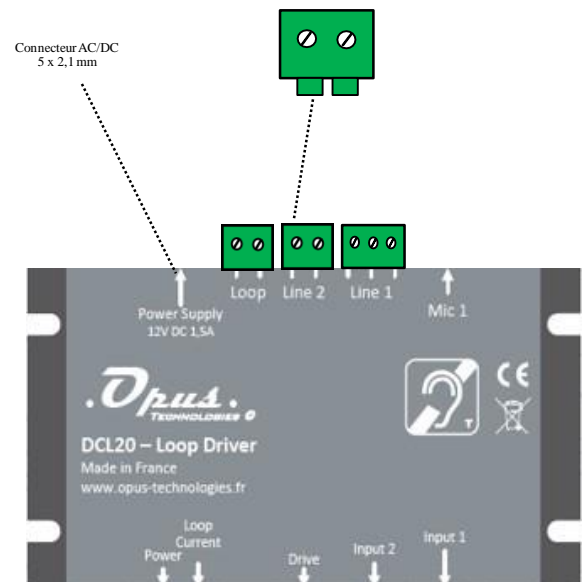 Connecteur AC/DC
5 x 2,1 mm
Loop Line 2 Line 1
Power Supply
12V DC 1,5A
Mic 1
.Opus.
TECHNOLOGIES
CE
T
DCL20 – Loop Driver
Made in France
www.opus-technologies.fr
Power
Loop
Current
Drive
Input 2
Input 1